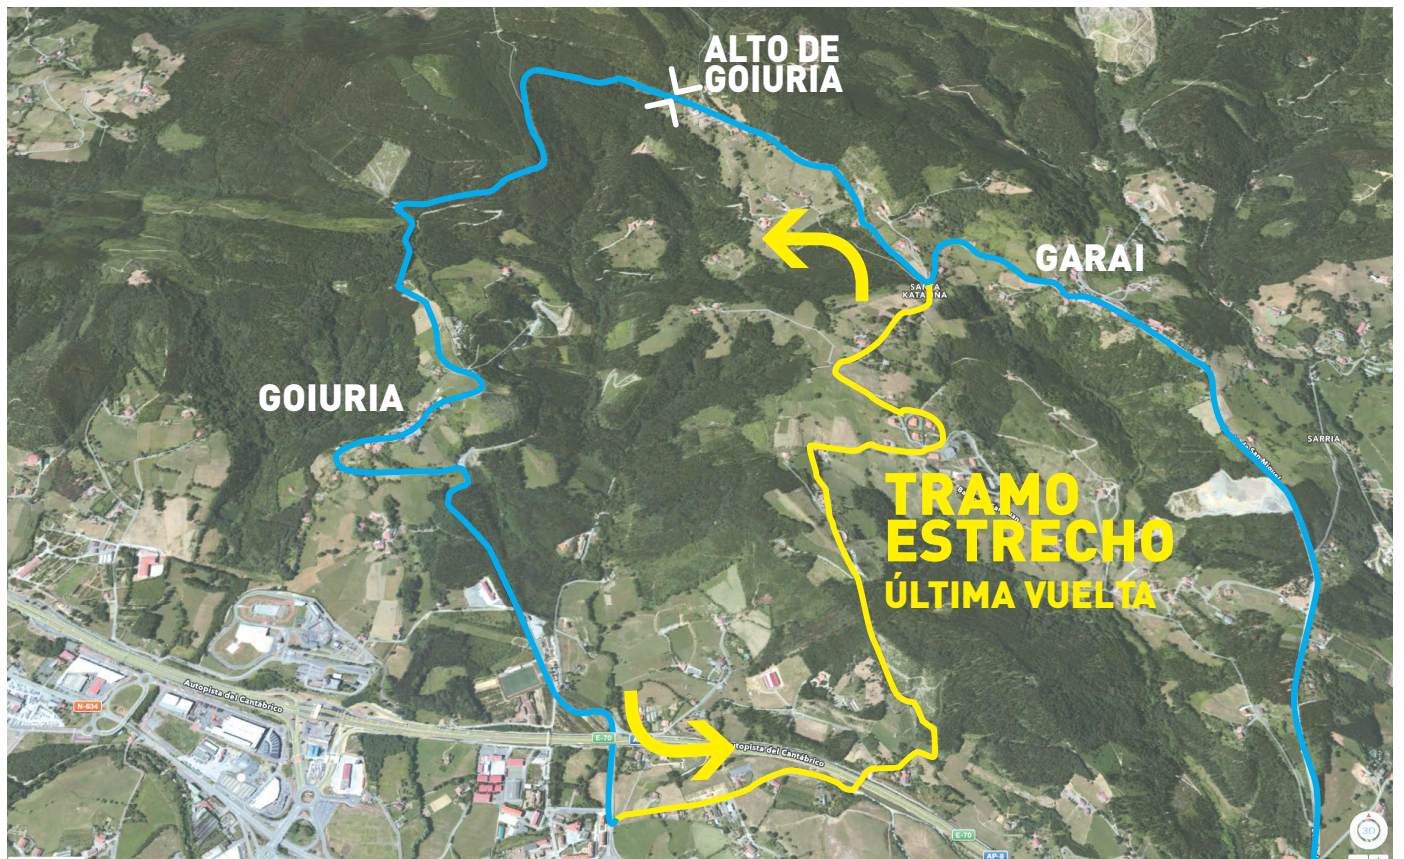 ALTO DE
GOIURIA
GARAI
SANTA
KATALINA
GOIURIA
SARRIA
TRAMO
ESTRECHO
ÚLTIMA VUELTA
Autopista del Cantábrico
N-634
E-70
Autopista del Cantábrico
E-70
AP-8
3D